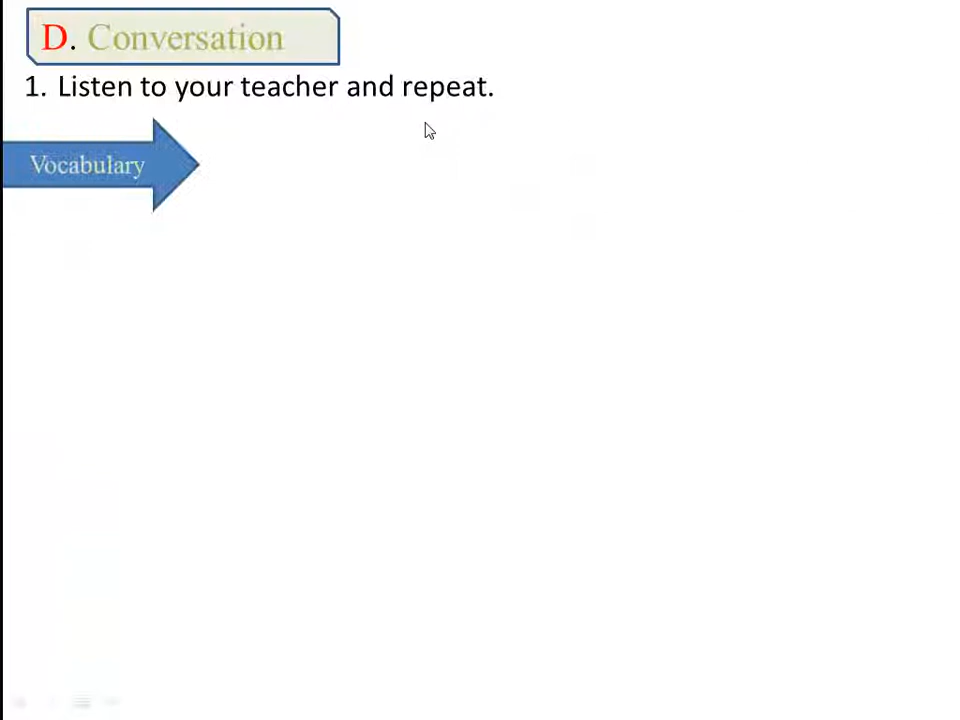 D. Conversation
1. Listen to your teacher and repeat.
Vocabulary